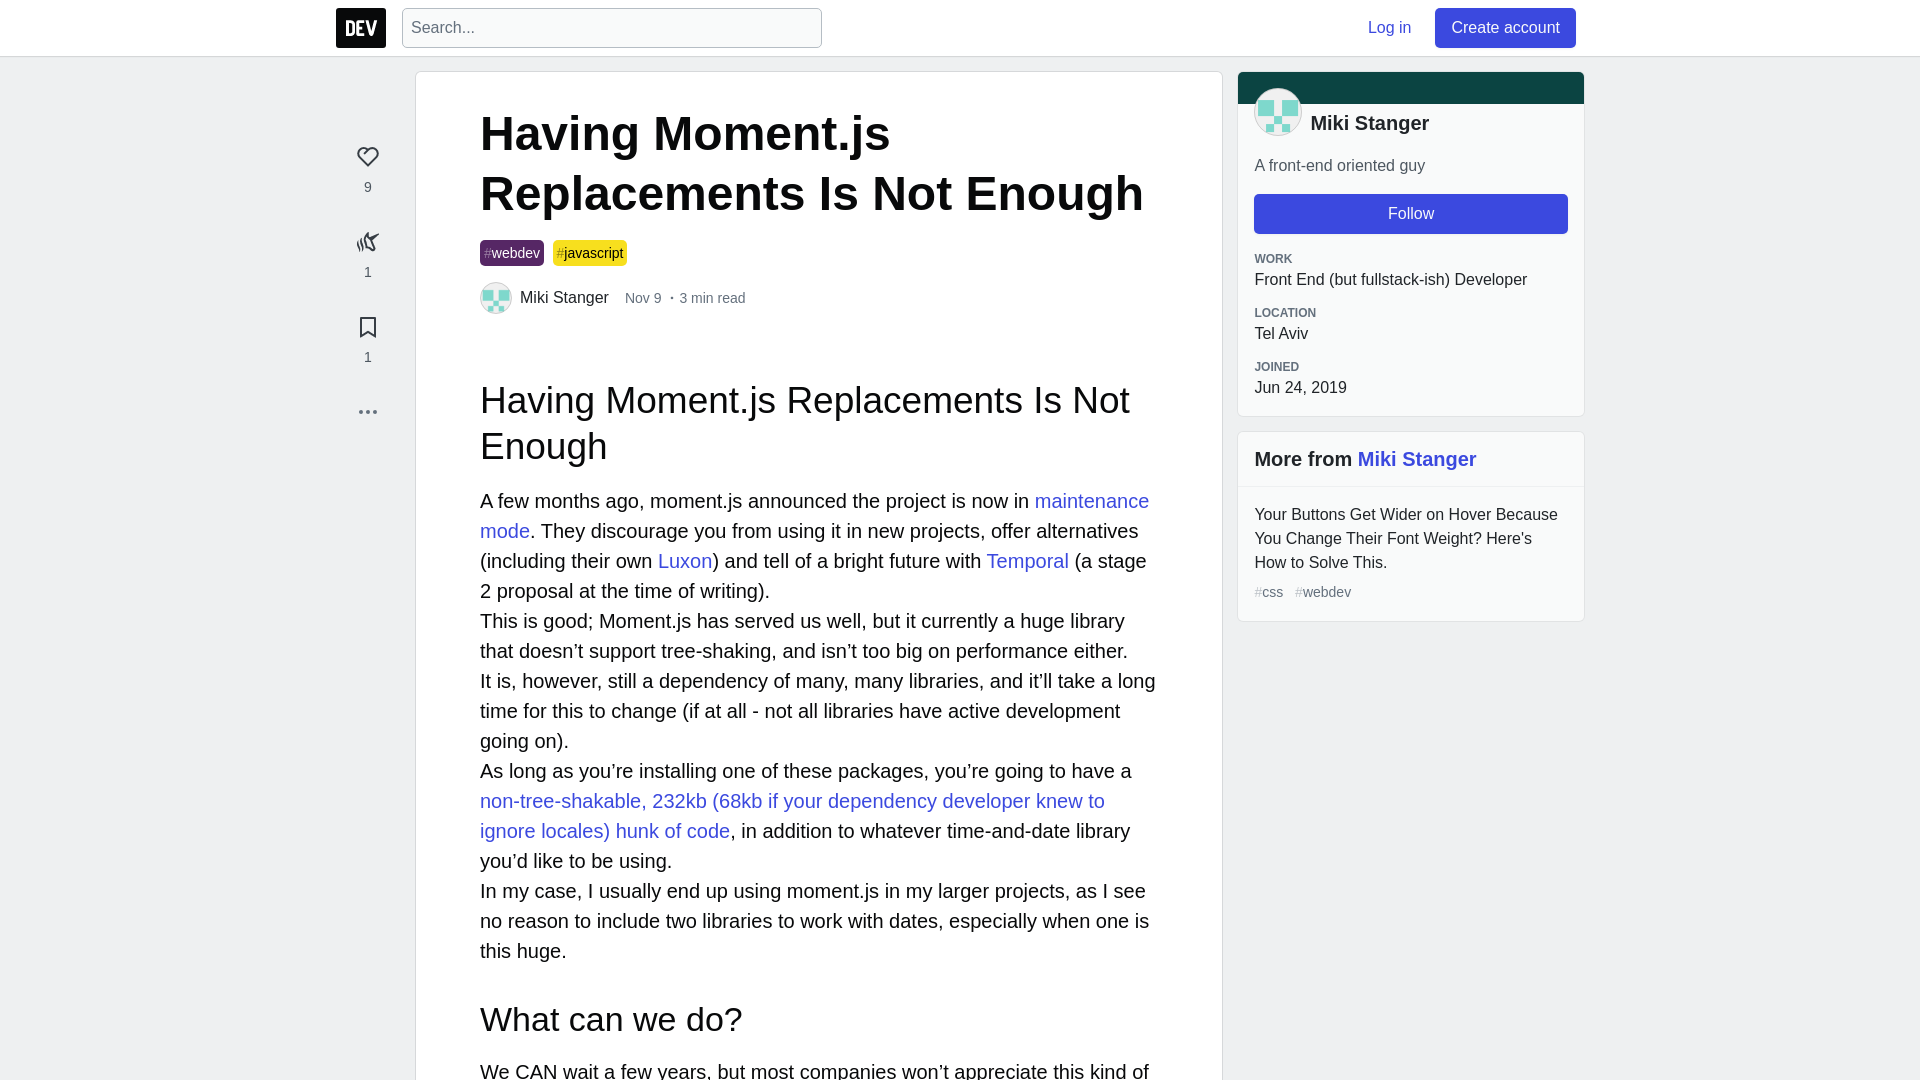 DEV
Search...
Log in
Create account
Having Moment.js
Replacements Is Not Enough
#webdev #javascript
Miki Stanger Nov 9 ・3 min read
9
1
1
Having Moment.js Replacements Is Not
Enough
A few months ago, moment.js announced the project is now in maintenance
mode. They discourage you from using it in new projects, offer alternatives
(including their own Luxon) and tell of a bright future with Temporal (a stage
2 proposal at the time of writing).
This is good; Moment.js has served us well, but it currently a huge library
that doesn’t support tree-shaking, and isn’t too big on performance either.
It is, however, still a dependency of many, many libraries, and it’ll take a long
time for this to change (if at all - not all libraries have active development
going on).
As long as you’re installing one of these packages, you’re going to have a
non-tree-shakable, 232kb (68kb if your dependency developer knew to
ignore locales) hunk of code, in addition to whatever time-and-date library
you’d like to be using.
In my case, I usually end up using moment.js in my larger projects, as I see
no reason to include two libraries to work with dates, especially when one is
this huge.
What can we do?
We CAN wait a few years, but most companies won’t appreciate this kind of
Miki Stanger
A front-end oriented guy
Follow
WORK
Front End (but fullstack-ish) Developer
LOCATION
Tel Aviv
JOINED
Jun 24, 2019
More from Miki Stanger
Your Buttons Get Wider on Hover Because
You Change Their Font Weight? Here's
How to Solve This.
#css #webdev